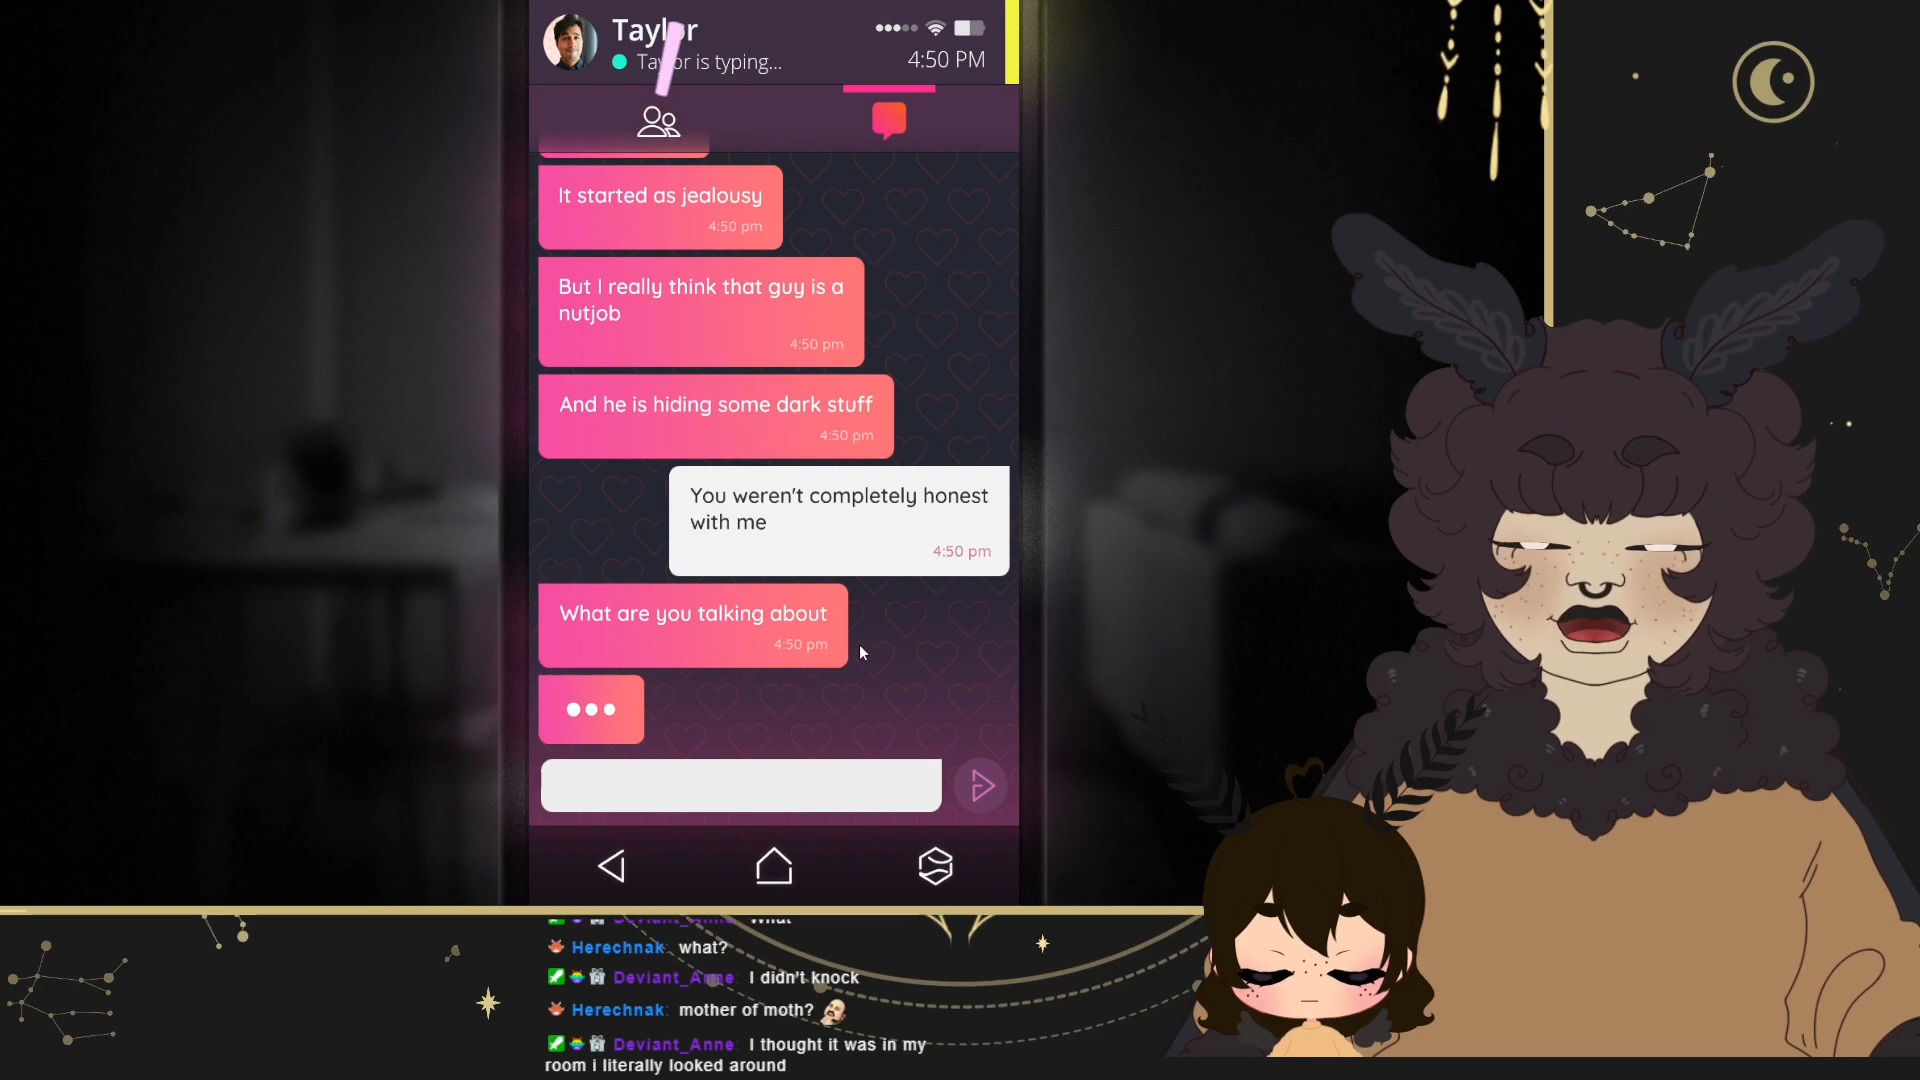 Taylor
Taylor is typing...
4:50 PM
It started as jealousy
4:50 pm
But I really think that guy is a
nutjob
4:50 pm
And he is hiding some dark stuff
4:50 pm
You weren't completely honest
with me
4:50 pm
What are you talking about
4:50 pm
Deviant_Anne: what
Herechnak: what?
Deviant_Anne: I didn't knock
Herechnak: mother of moth?
Deviant_Anne: I thought it was in my
room i literally looked around